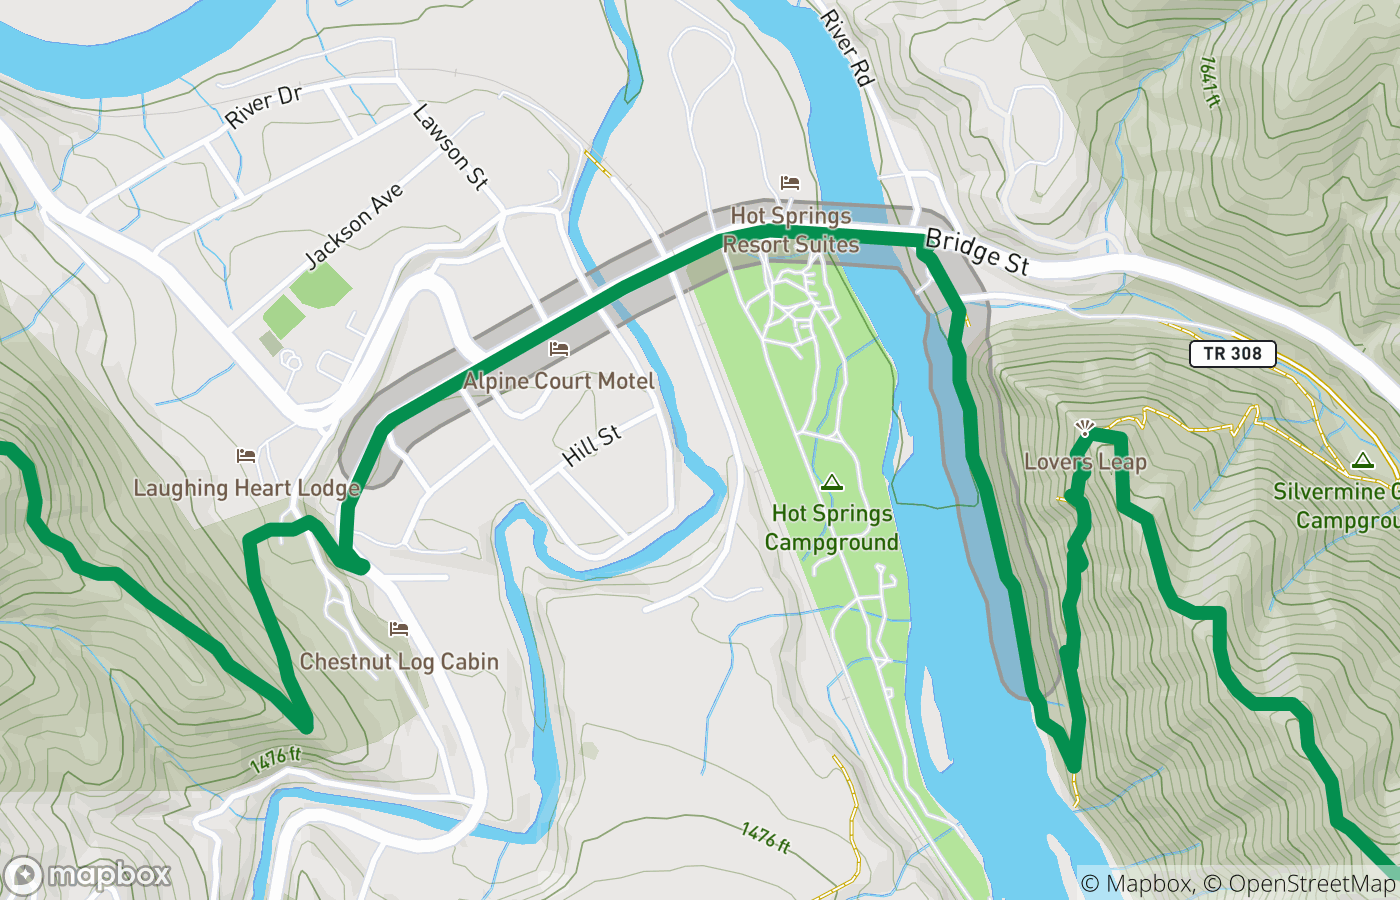 River Rd
1641 ft
River Dr
Lawson St
Jackson Ave
Hot Springs
Resort Suites
Bridge St
TR 308
Alpine Court Motel
Hill St
Lovers Leap
Laughing Heart Lodge
Silvermine G
Campgrou
Hot Springs
Campground
Chestnut Log Cabin
1476 ft
1476 ft
mapbox
© Mapbox, © OpenStreetMap